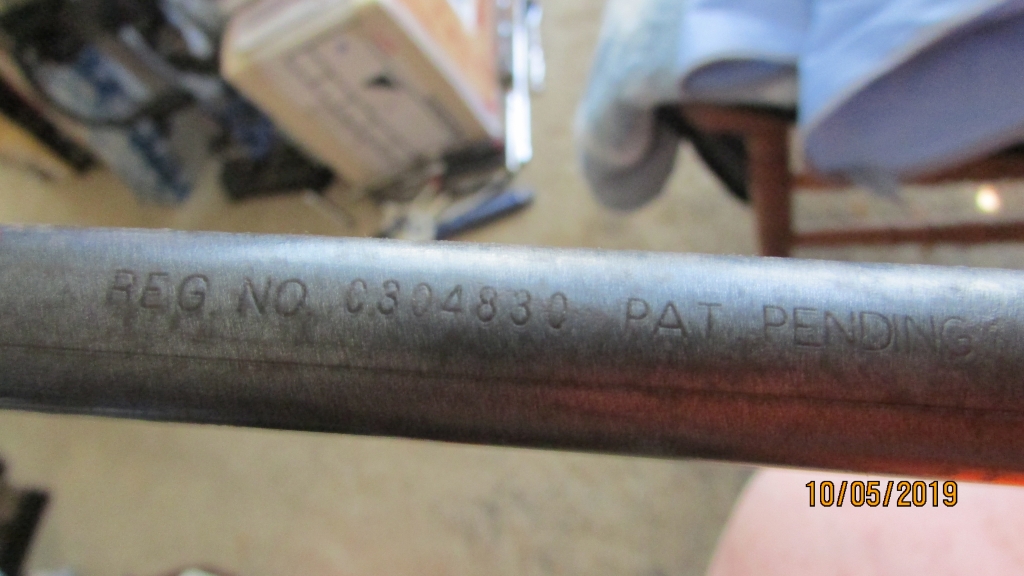 REG. NO. C304830 PAT. PENDING
10/05/2019